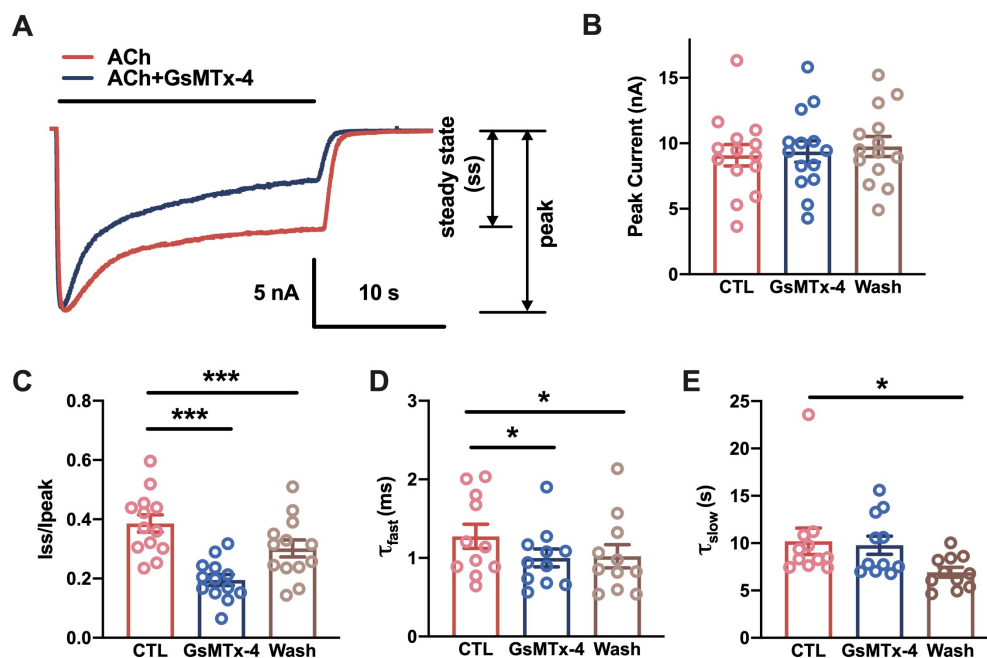 A
ACh
ACh+GsMTx-4
steady state
(ss)
peak
5 nA
10 s
B
Peak Current (nA)
15
10
5
0
CTL
GsMTx-4
Wash
C
Iss/Ipeak
0.8
0.6
0.4
0.2
0.0
***
***
CTL
GsMTx-4
Wash
D
τfast (ms)
3
2
1
0
*
*
CTL
GsMTx-4
Wash
E
τslow (s)
25
20
15
10
5
0
*
CTL
GsMTx-4
Wash